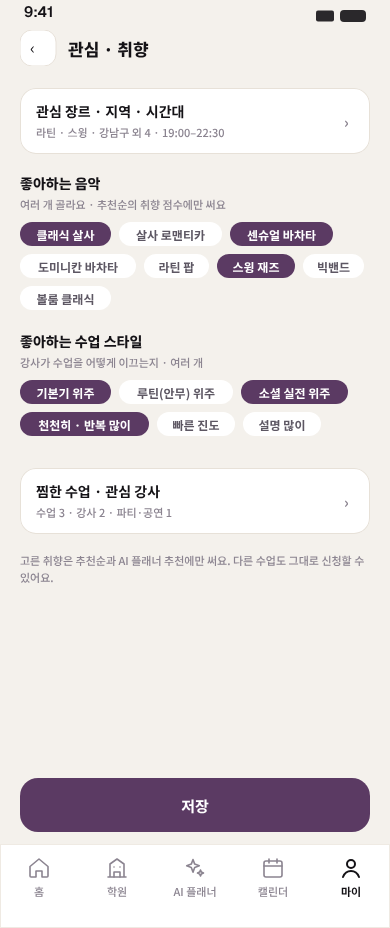 9:41
‹ 관심 · 취향
관심 장르 · 지역 · 시간대
라틴 · 스윙 · 강남구 외 4 · 19:00–22:30 ›
좋아하는 음악
여러 개 골라요 · 추천순의 취향 점수에만 써요
클래식 살사 살사 로맨티카 센슈얼 바차타
도미니칸 바차타 라틴 팝 스윙 재즈 빅밴드
볼룸 클래식
좋아하는 수업 스타일
강사가 수업을 어떻게 이끄는지 · 여러 개
기본기 위주 루틴(안무) 위주 소셜 실전 위주
천천히 · 반복 많이 빠른 진도 설명 많이
찜한 수업 · 관심 강사
수업 3 · 강사 2 · 파티·공연 1 ›
고른 취향은 추천순과 AI 플래너 추천에만 써요. 다른 수업도 그대로 신청할 수
있어요.
저장
홈 학원 AI 플래너 캘린더 마이